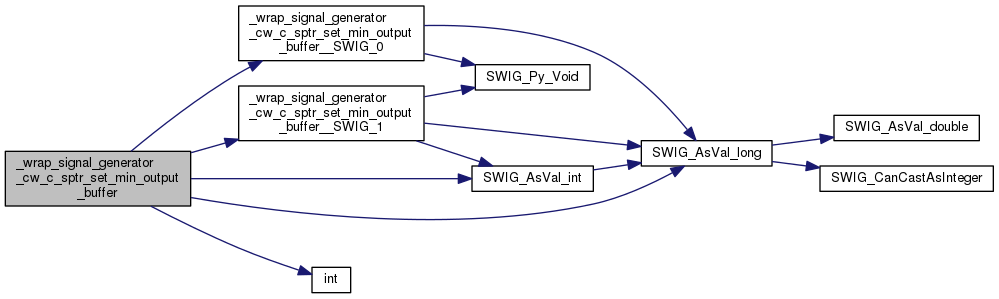 _wrap_signal_generator
_cw_c_sptr_set_min_output
_buffer__SWIG_0
SWIG_Py_Void
_wrap_signal_generator
_cw_c_sptr_set_min_output
_buffer__SWIG_1
SWIG_AsVal_double
SWIG_AsVal_long
_wrap_signal_generator
_cw_c_sptr_set_min_output
_buffer
SWIG_AsVal_int
SWIG_CanCastAsInteger
int